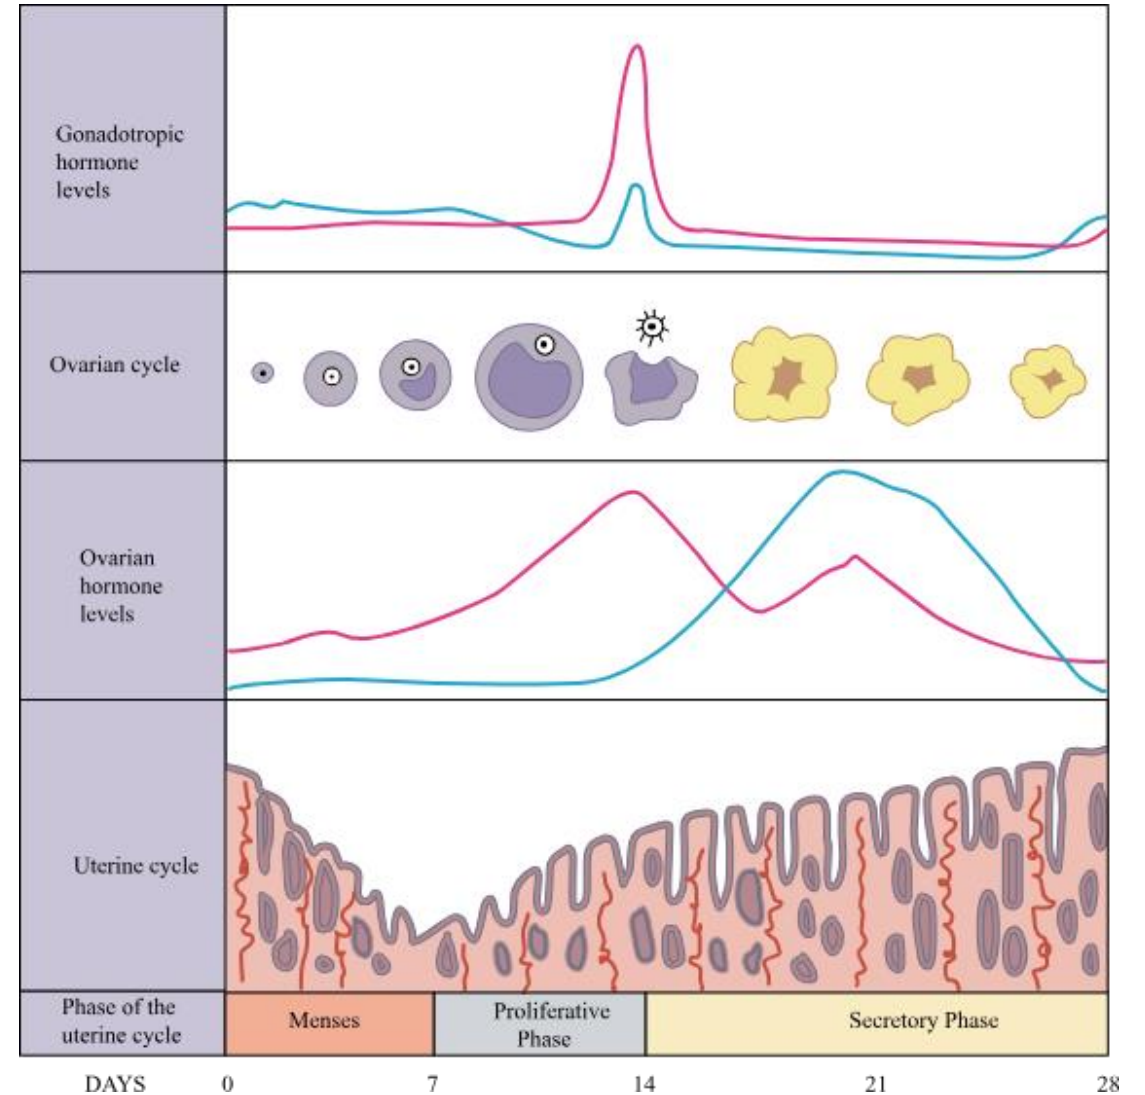 Gonadotropic
hormone
levels
Ovarian cycle
Ovarian
hormone
levels
Uterine cycle
Phase of the
uterine cycle
Menses
Proliferative
Phase
Secretory Phase
DAYS 0 7 14 21 28